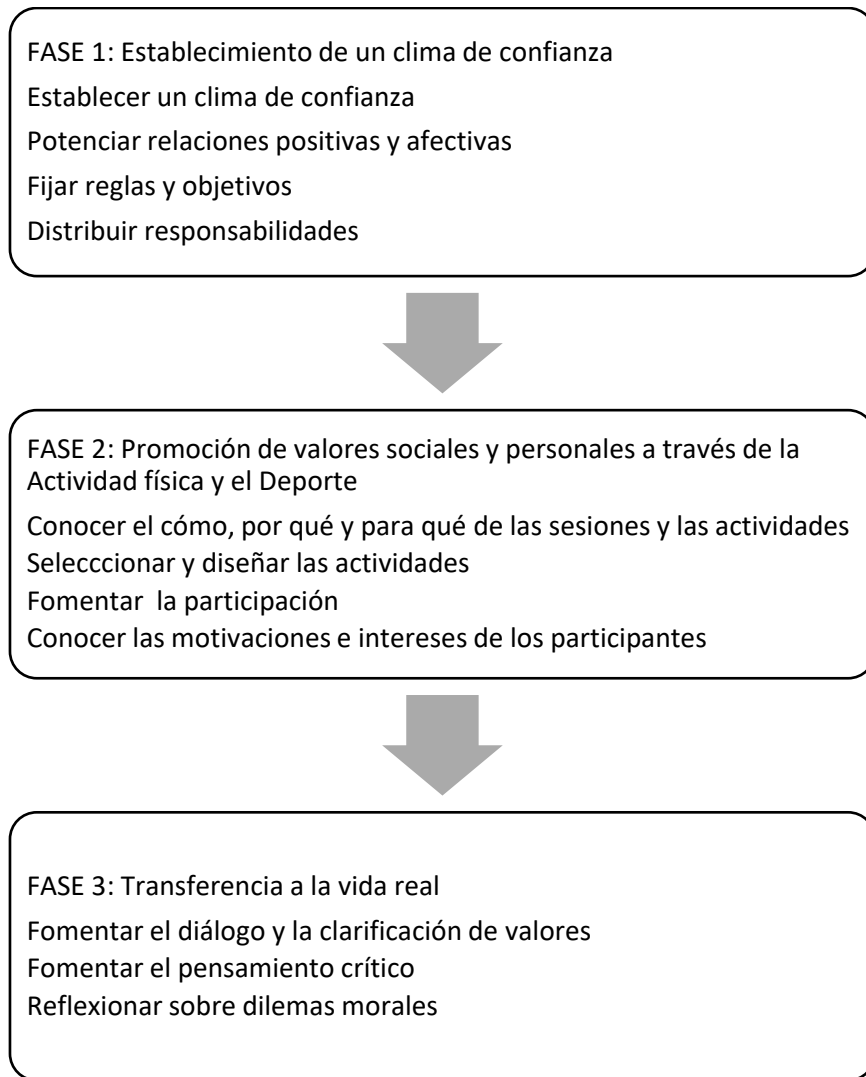 FASE 1: Establecimiento de un clima de confianza
Establecer un clima de confianza
Potenciar relaciones positivas y afectivas
Fijar reglas y objetivos
Distribuir responsabilidades
FASE 2: Promoción de valores sociales y personales a través de la
Actividad física y el Deporte
Conocer el cómo, por qué y para qué de las sesiones y las actividades
Selecccionar y diseñar las actividades
Fomentar  la participación
Conocer las motivaciones e intereses de los participantes
FASE 3: Transferencia a la vida real
Fomentar el diálogo y la clarificación de valores
Fomentar el pensamiento crítico
Reflexionar sobre dilemas morales